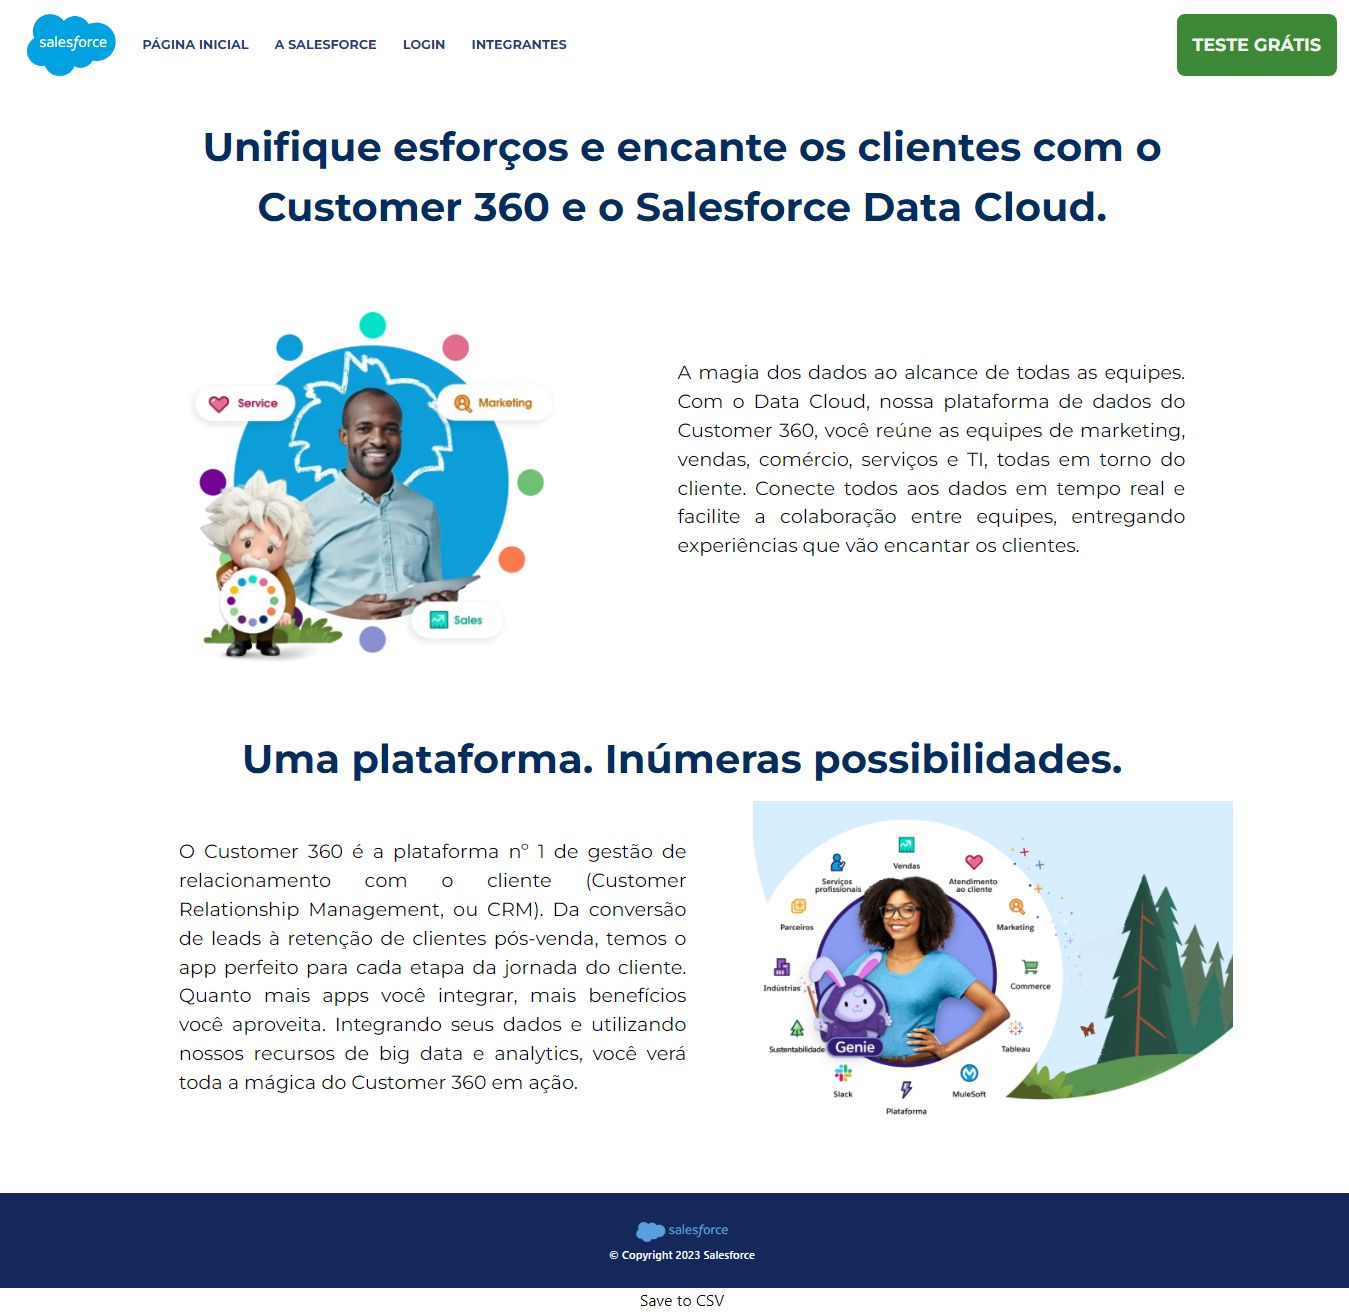 salesforce
PÁGINA INICIAL
A SALESFORCE
LOGIN
INTEGRANTES
TESTE GRÁTIS
Unifique esforços e encante os clientes com o
Customer 360 e o Salesforce Data Cloud.
Service
Marketing
Sales
A magia dos dados ao alcance de todas as equipes.
Com o Data Cloud, nossa plataforma de dados do
Customer 360, você reúne as equipes de marketing,
vendas, comércio, serviços e TI, todas em torno do
cliente. Conecte todos aos dados em tempo real e
facilite a colaboração entre equipes, entregando
experiências que vão encantar os clientes.
Uma plataforma. Inúmeras possibilidades.
O Customer 360 é a plataforma nº 1 de gestão de
relacionamento com o cliente (Customer
Relationship Management, ou CRM). Da conversão
de leads à retenção de clientes pós-venda, temos o
app perfeito para cada etapa da jornada do cliente.
Quanto mais apps você integrar, mais benefícios
você aproveita. Integrando seus dados e utilizando
nossos recursos de big data e analytics, você verá
toda a mágica do Customer 360 em ação.
Vendas
Serviços
profissionais
Atendimento
ao cliente
Parceiros
Marketing
Indústrias
Commerce
Sustentabilidade
Genie
Tableau
Slack
MuleSoft
Plataforma
salesforce
© Copyright 2023 Salesforce
Save to CSV